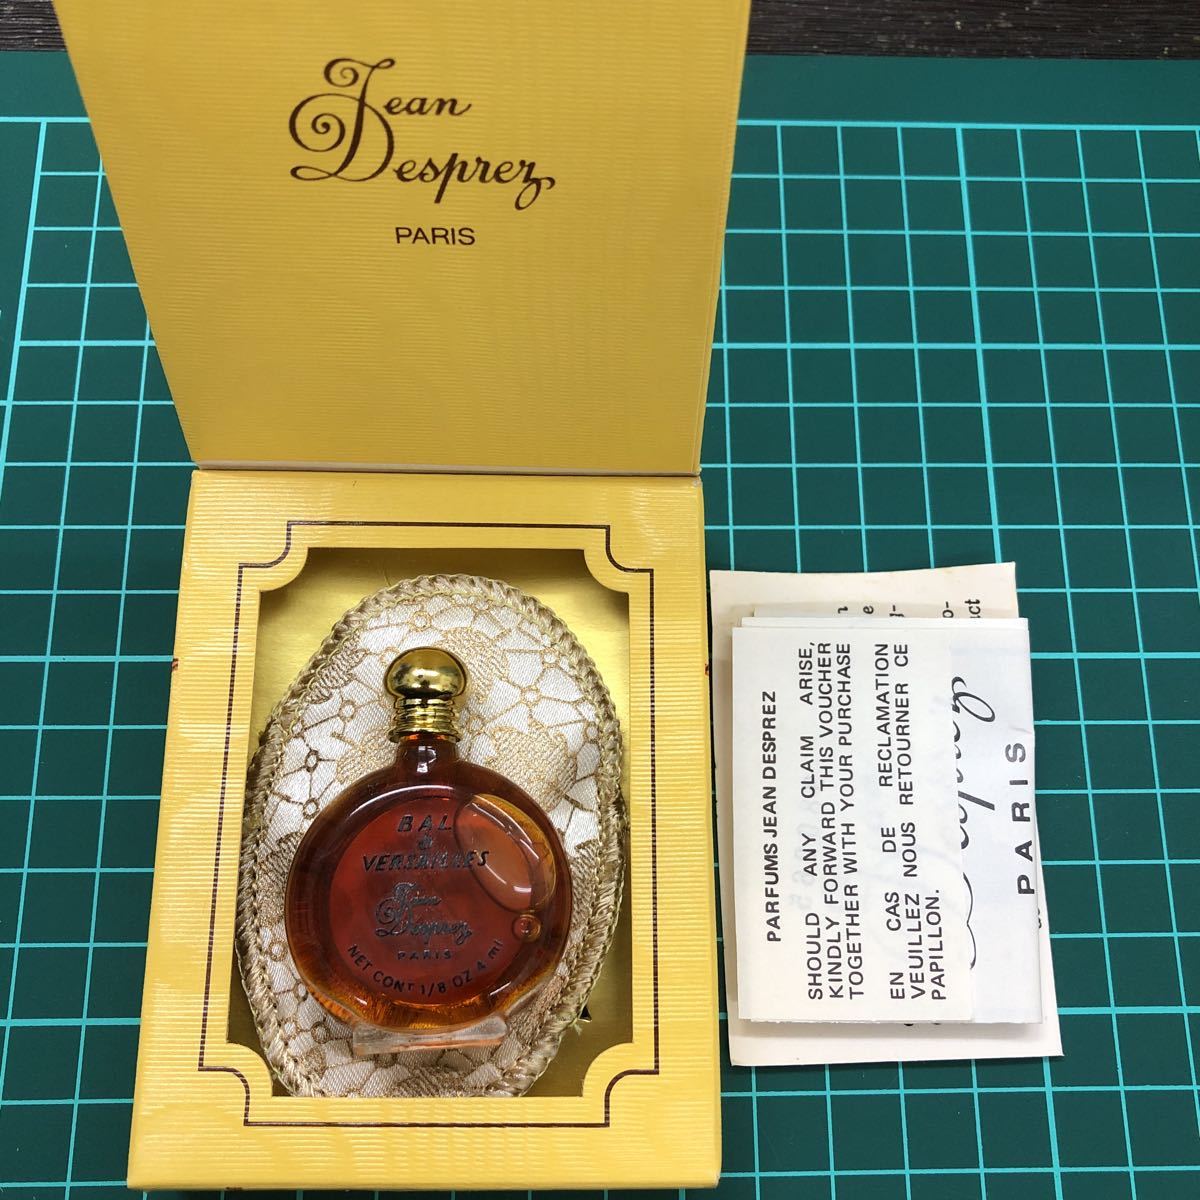 Jean
Desprez
PARIS
BAL
à
VERSAILLES
Jean
Desprez
PARIS
NET CONT 1/8 OZ 4 ml
PARFUMS JEAN DESPREZ
SHOULD ANY CLAIM ARISE,
KINDLY FORWARD THIS VOUCHER
TOGETHER WITH YOUR PURCHASE
EN CAS DE RECLAMATION
VEUILLEZ NOUS RETOURNER CE
PAPILLON.
Desprez
PARIS